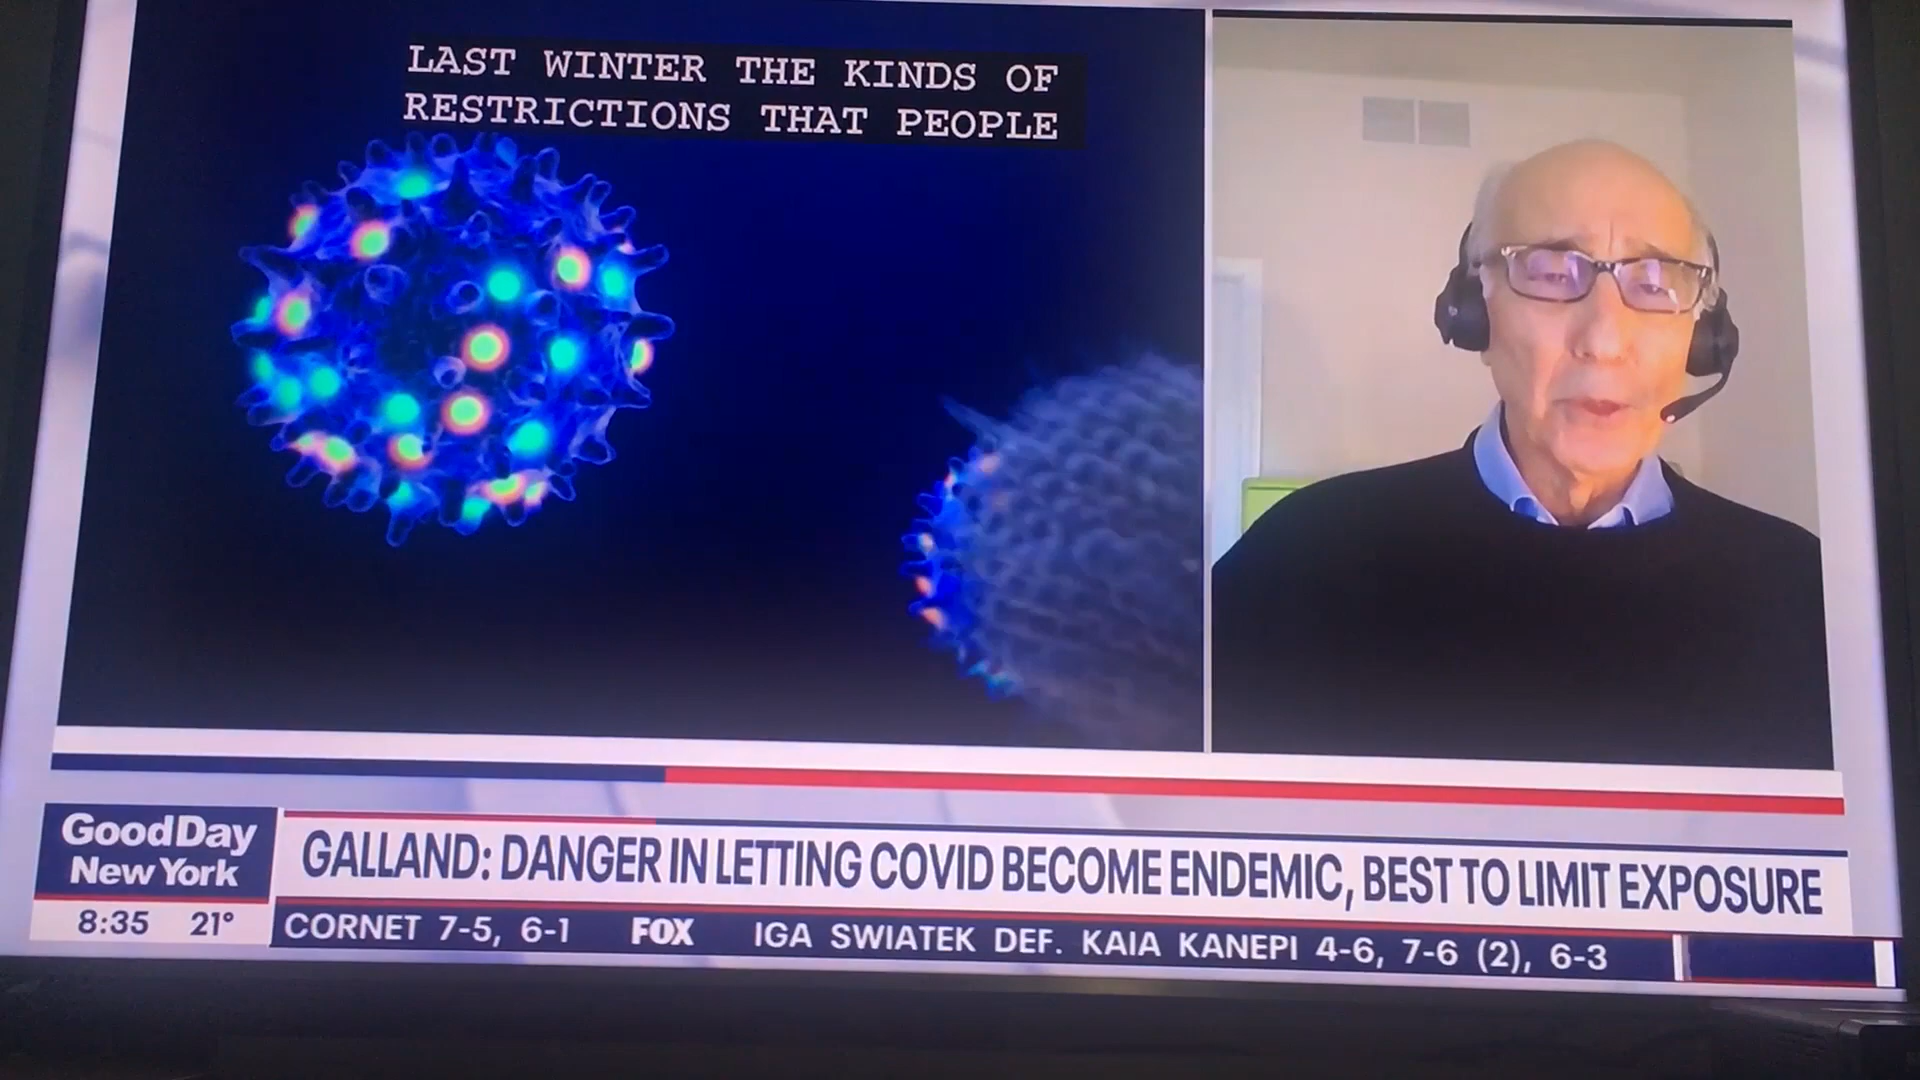 LAST WINTER THE KINDS OF
RESTRICTIONS THAT PEOPLE
GoodDay
New York
GALLAND: DANGER IN LETTING COVID BECOME ENDEMIC, BEST TO LIMIT EXPOSURE
8:35 21°
CORNET 7-5, 6-1 FOX IGA SWIATEK DEF. KAIA KANEPI 4-6, 7-6 (2), 6-3